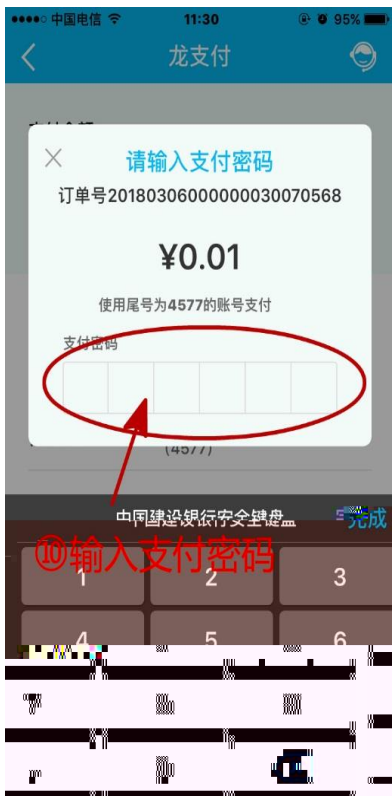 中国电信 11:30 95%
龙支付
请输入支付密码
订单号20180306000000030070568
¥0.01
使用尾号为4577的账号支付
支付密码
(4577)
中国建设银行安全键盘 完成
⑩输入支付密码
1 2 3
4 5 6